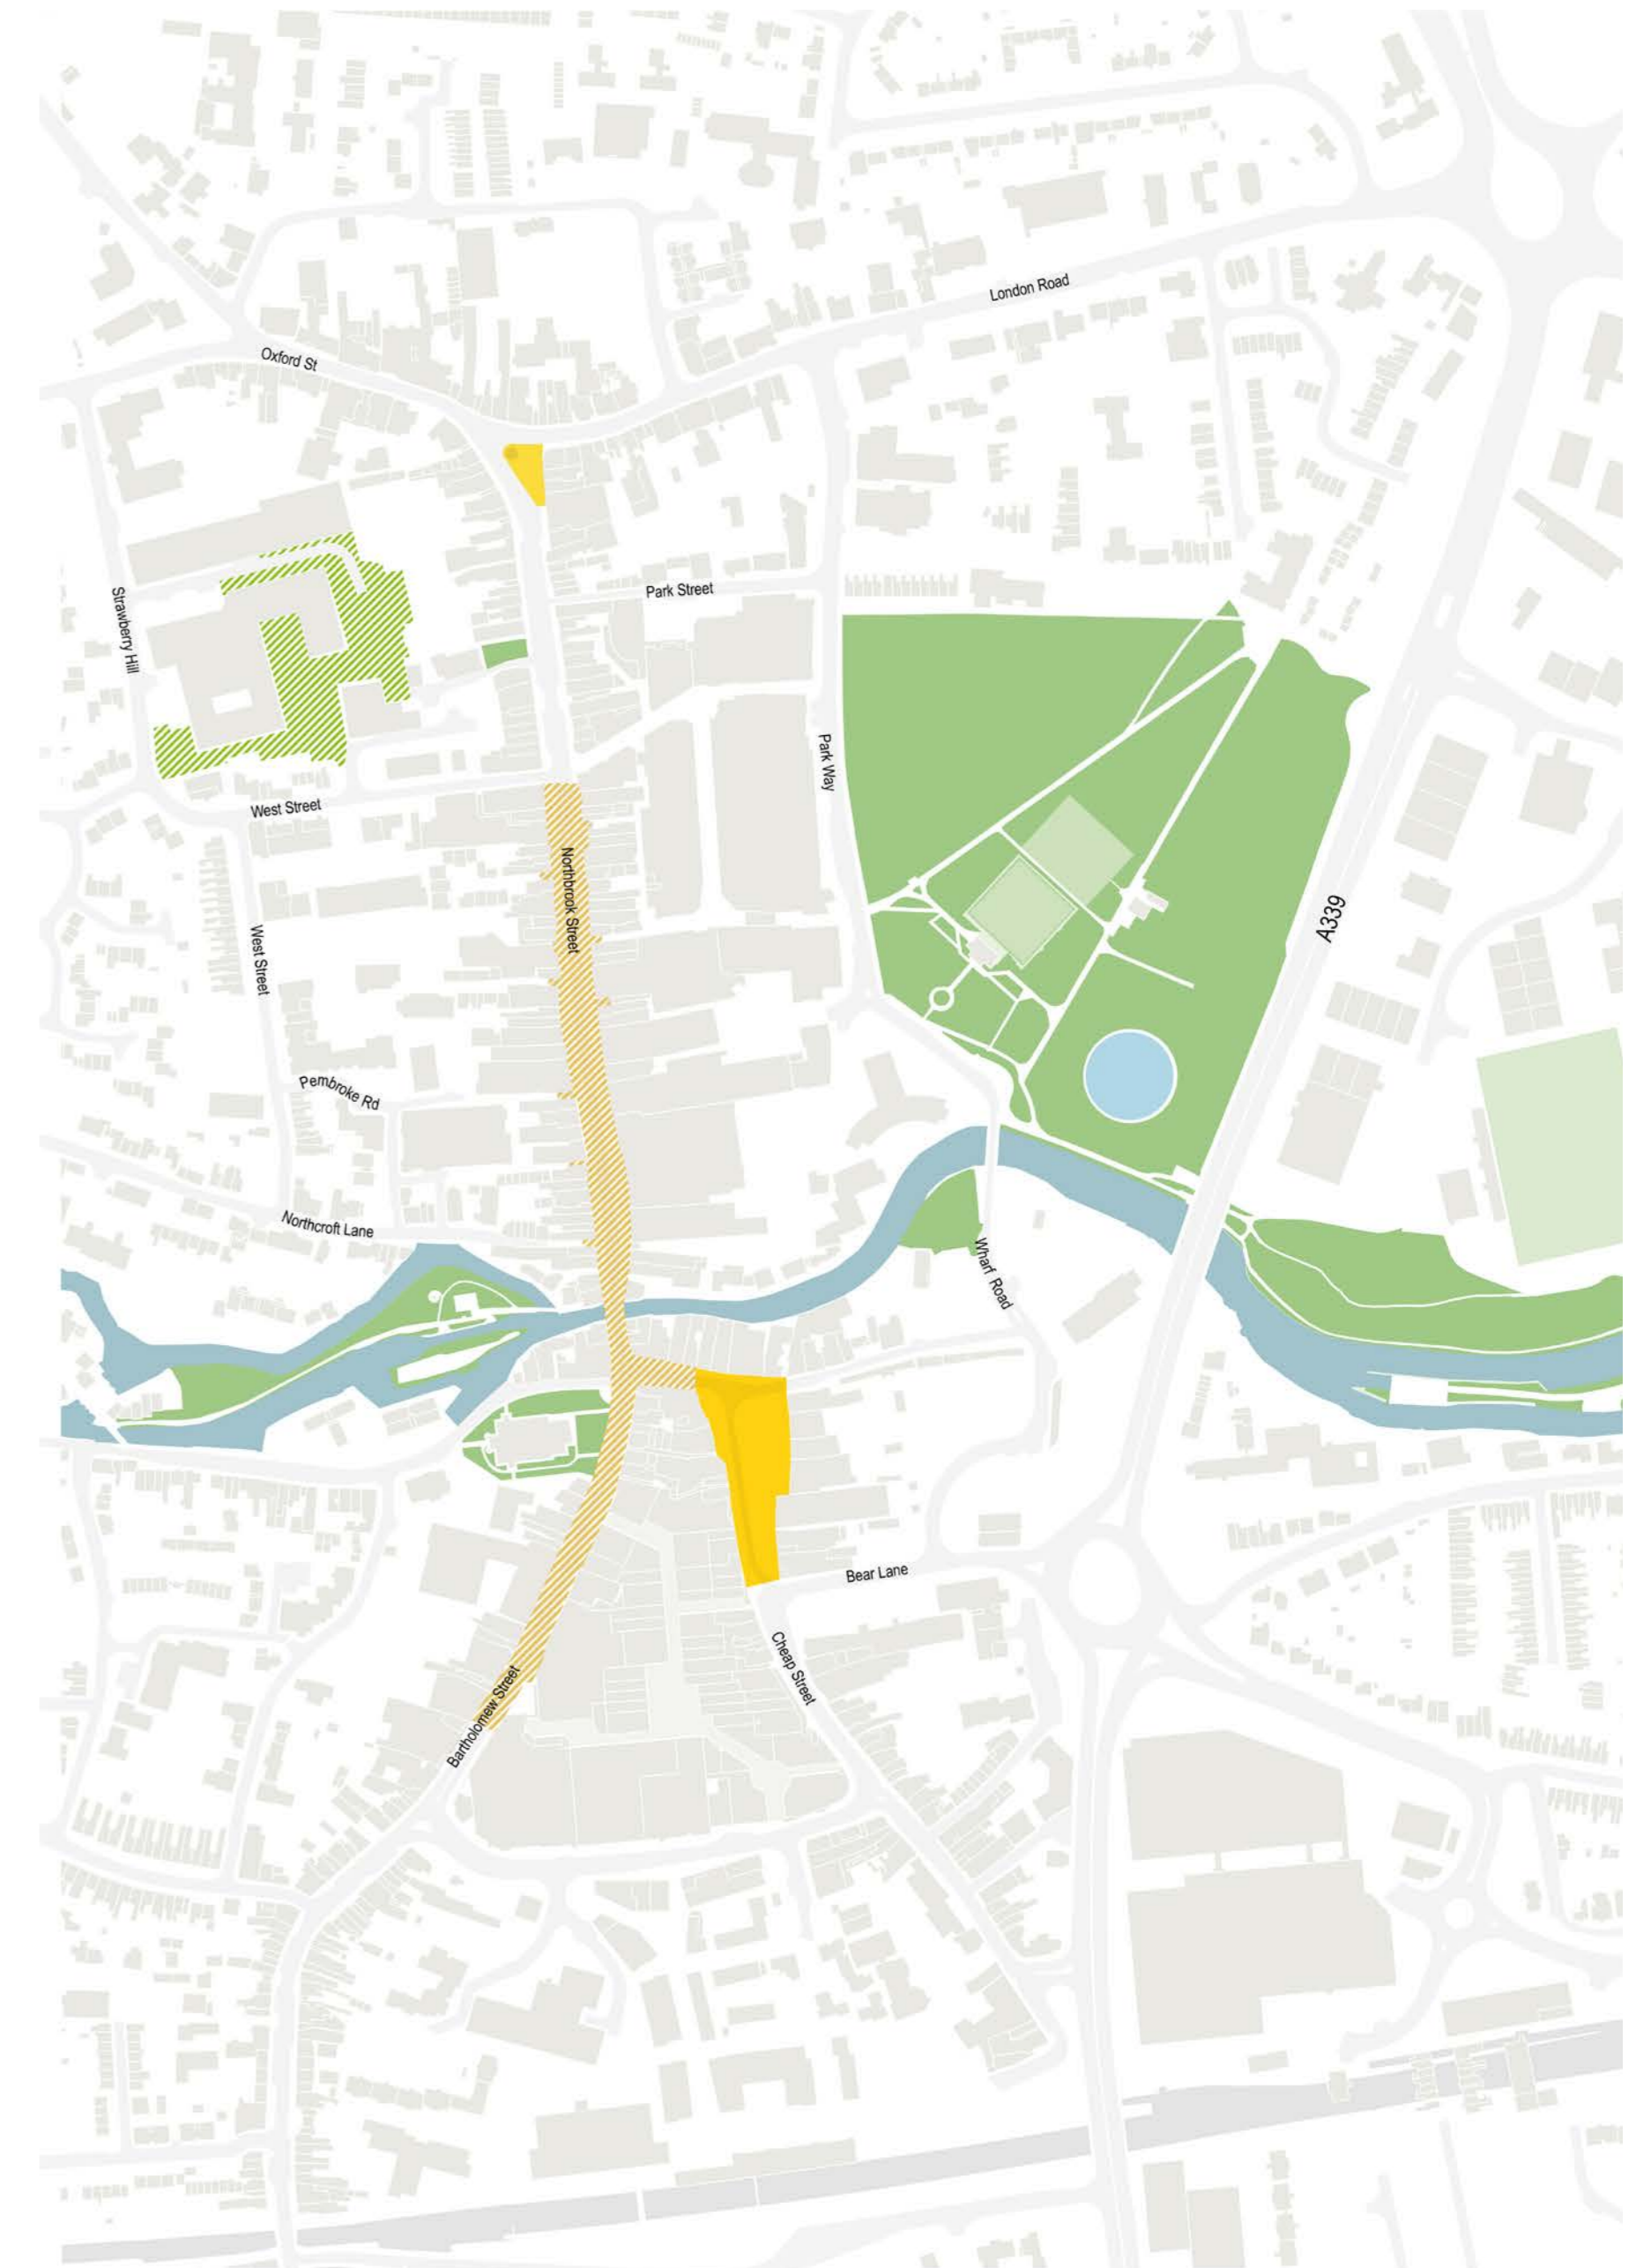 London Road
Oxford St
Park Street
Strawberry Hill
Park Way
West Street
Northbrook Street
A339
West Street
Pembroke Rd
Northcroft Lane
Wharf Road
Bear Lane
Cheap Street
Bartholomew Street